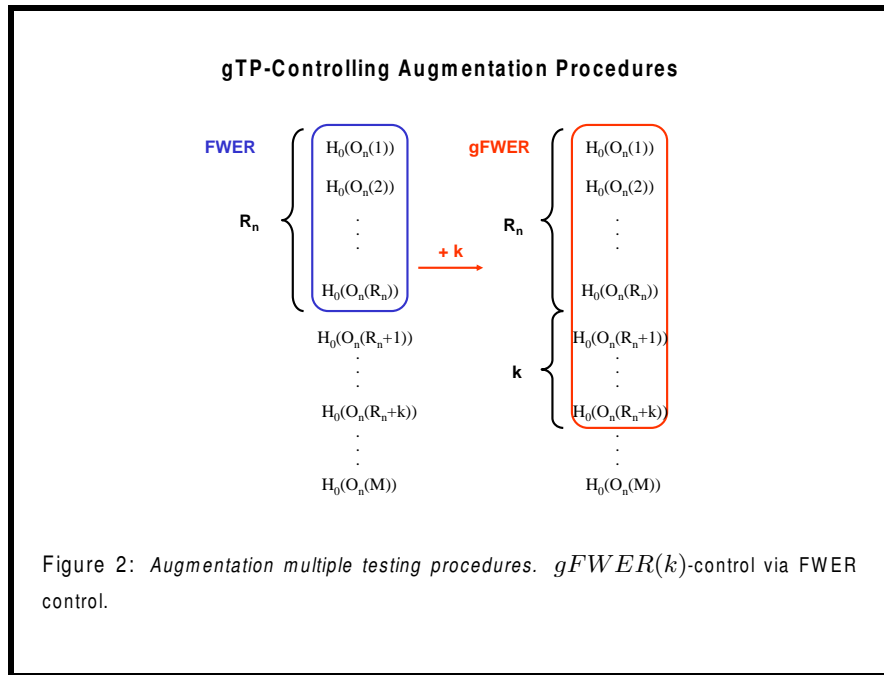 gTP-Controlling Augmentation Procedures
FWER
H₀(Oₙ(1))
H₀(Oₙ(2))
.
.
.
Rₙ
H₀(Oₙ(Rₙ))
H₀(Oₙ(Rₙ+1))
.
.
.
H₀(Oₙ(Rₙ+k))
.
.
.
H₀(Oₙ(M))
+ k
gFWER
H₀(Oₙ(1))
H₀(Oₙ(2))
.
.
.
Rₙ
H₀(Oₙ(Rₙ))
H₀(Oₙ(Rₙ+1))
.
.
.
k
H₀(Oₙ(Rₙ+k))
.
.
.
H₀(Oₙ(M))
Figure 2: Augmentation multiple testing procedures. gFWER(k)-control via FWER
control.